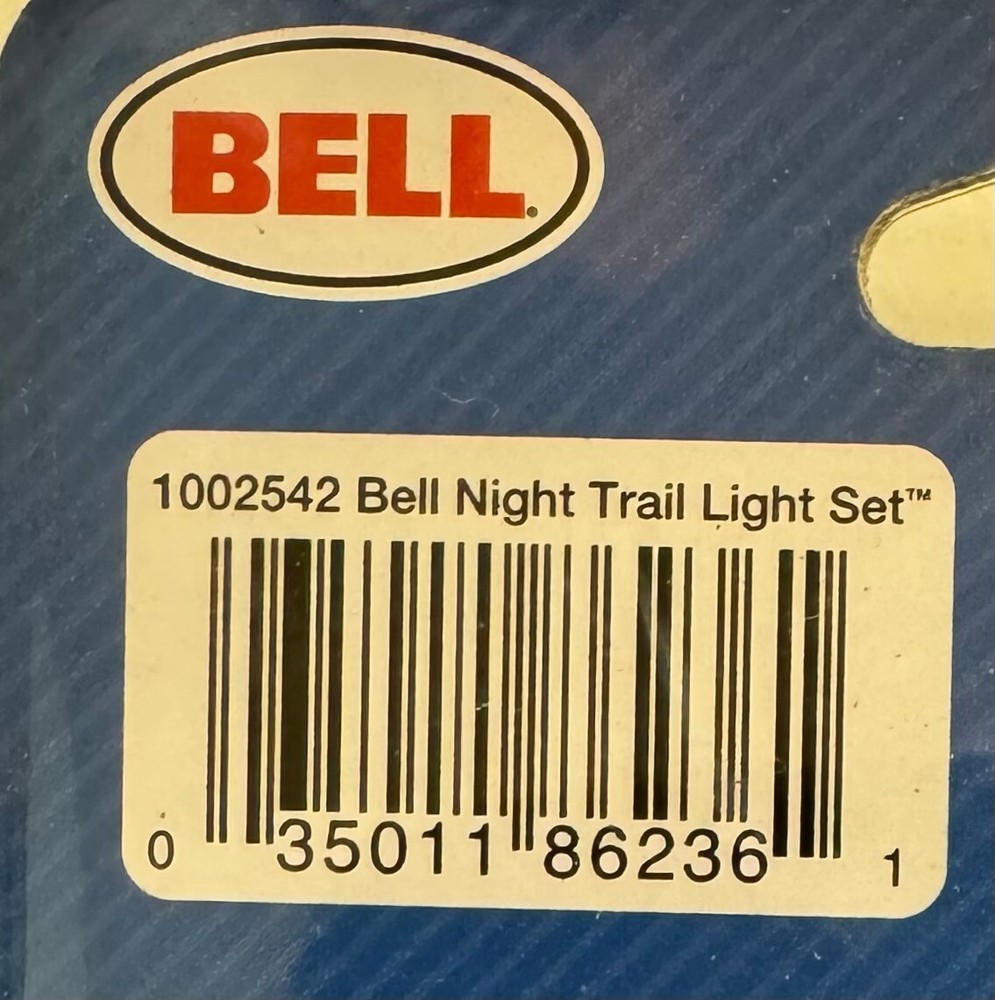 BELL
1002542 Bell Night Trail Light Set™
0 35011 86236 1